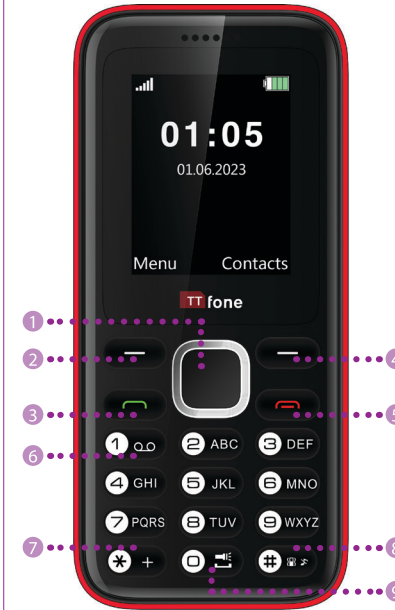 01:05
01.06.2023
Menu Contacts
TT fone
1
2
4
3
5
1 2 ABC 3 DEF
6
4 GHI 5 JKL 6 MNO
7 PQRS 8 TUV 9 WXYZ
7
8
* + 0 #
9